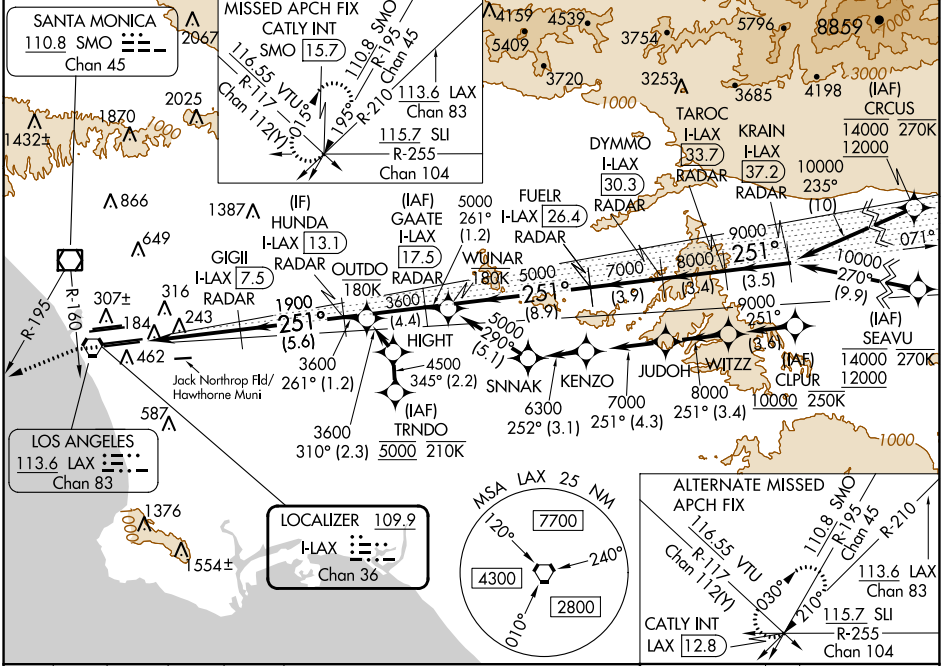 SANTA MONICA
110.8 SMO
Chan 45
2067
MISSED APCH FIX
CATLY INT
SMO 15.7
110.8 SMO
R-195
Chan 45
116.55 VTU
R-117
Chan 112(Y)
015°
195°
R-210
113.6 LAX
Chan 83
115.7 SLI
R-255
Chan 104
4159
4539
5409
3720
3754
5796
8859
3253
3685
4198
3000
1000
1432±
1870
2025
1000
866
649
1387
307±
316
184
243
462
587
1376
1554±
R-195
R-160
(IAF)
CRCUS
14000 270K
12000
TAROC
I-LAX
33.7
RADAR
KRAIN
I-LAX
37.2
RADAR
10000
235°
(10)
DYMMO
I-LAX
30.3
RADAR
FUELR
I-LAX 26.4
RADAR
5000
261°
(1.2)
(IAF)
GAATE
I-LAX
17.5
RADAR
WUNAR
180K
(IF)
HUNDA
I-LAX 13.1
RADAR
OUTDO
180K
GIGII
I-LAX 7.5
RADAR
1900
251°
(5.6)
3600
(4.4)
5000
251°
(8.9)
7000
(3.9)
8000
(3.4)
9000
251°
(3.5)
071°
10000
270°
(9.9)
(IAF)
SEAVU
14000 270K
12000
9000
251°
(3.6)
(IAF)
CLPUR
10000 250K
WITZZ
8000
251° (3.4)
JUDOH
7000
251° (4.3)
KENZO
6300
252° (3.1)
SNNAK
5000
290°
(5.1)
HIGHT
4500
345° (2.2)
(IAF)
TRNDO
5000 210K
3600
261° (1.2)
3600
310° (2.3)
Jack Northrop Fld/
Hawthorne Muni
LOS ANGELES
113.6 LAX
Chan 83
LOCALIZER 109.9
I-LAX
Chan 36
MSA LAX 25 NM
120°
7700
240°
4300
2800
010°
1000
ALTERNATE MISSED
APCH FIX
116.55 VTU
R-117
Chan 112(Y)
110.8 SMO
R-195
Chan 45
R-210
030°
210°
113.6 LAX
Chan 83
115.7 SLI
R-255
Chan 104
CATLY INT
LAX 12.8